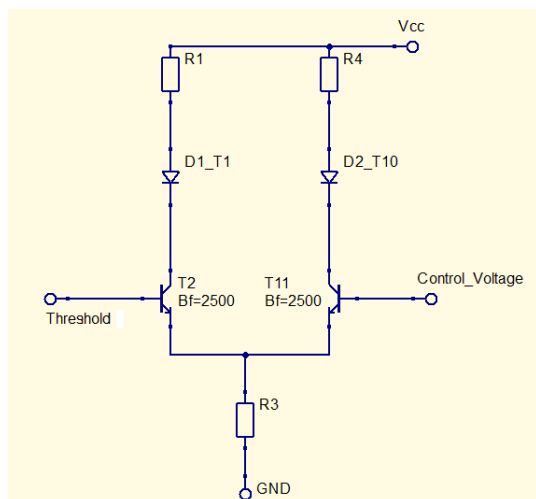 Vcc
R1
R4
D1_T1
D2_T10
T2
Bf=2500
T11
Bf=2500
Control_Voltage
Threshold
R3
GND